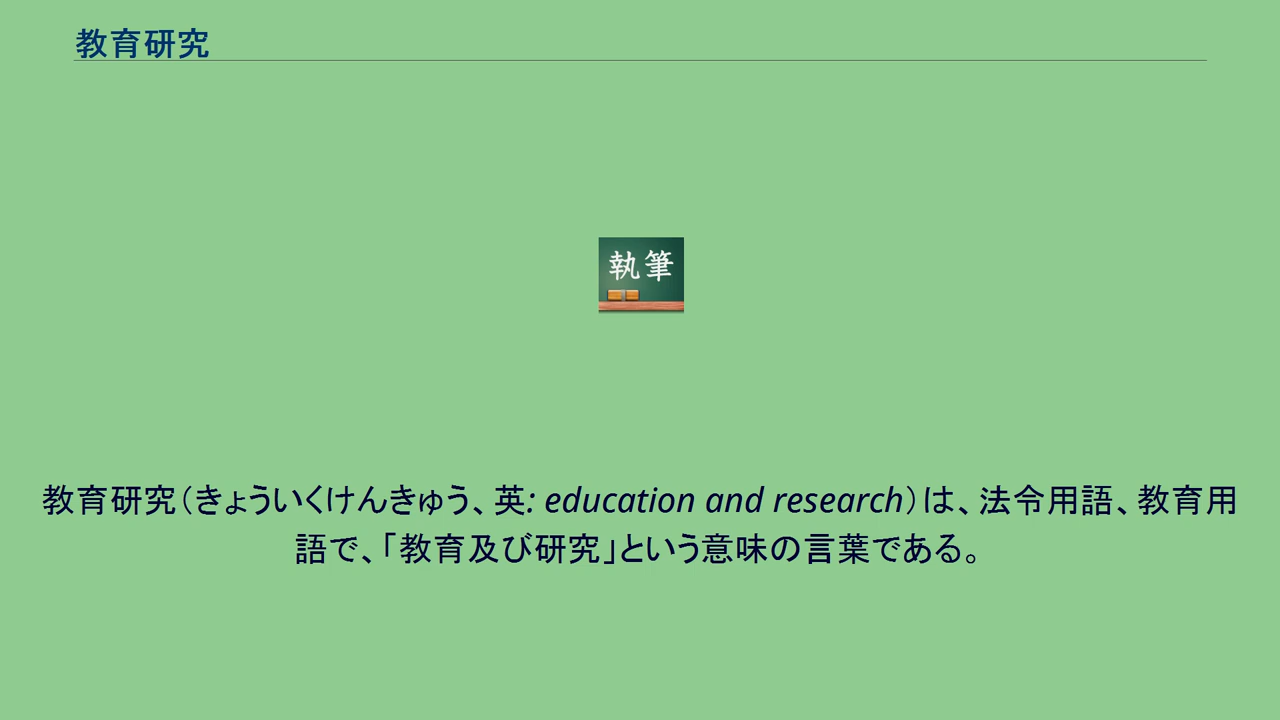 教育研究
執筆
教育研究（きょういくけんきゅう、英: education and research）は、法令用語、教育用
語で、「教育及び研究」という意味の言葉である。